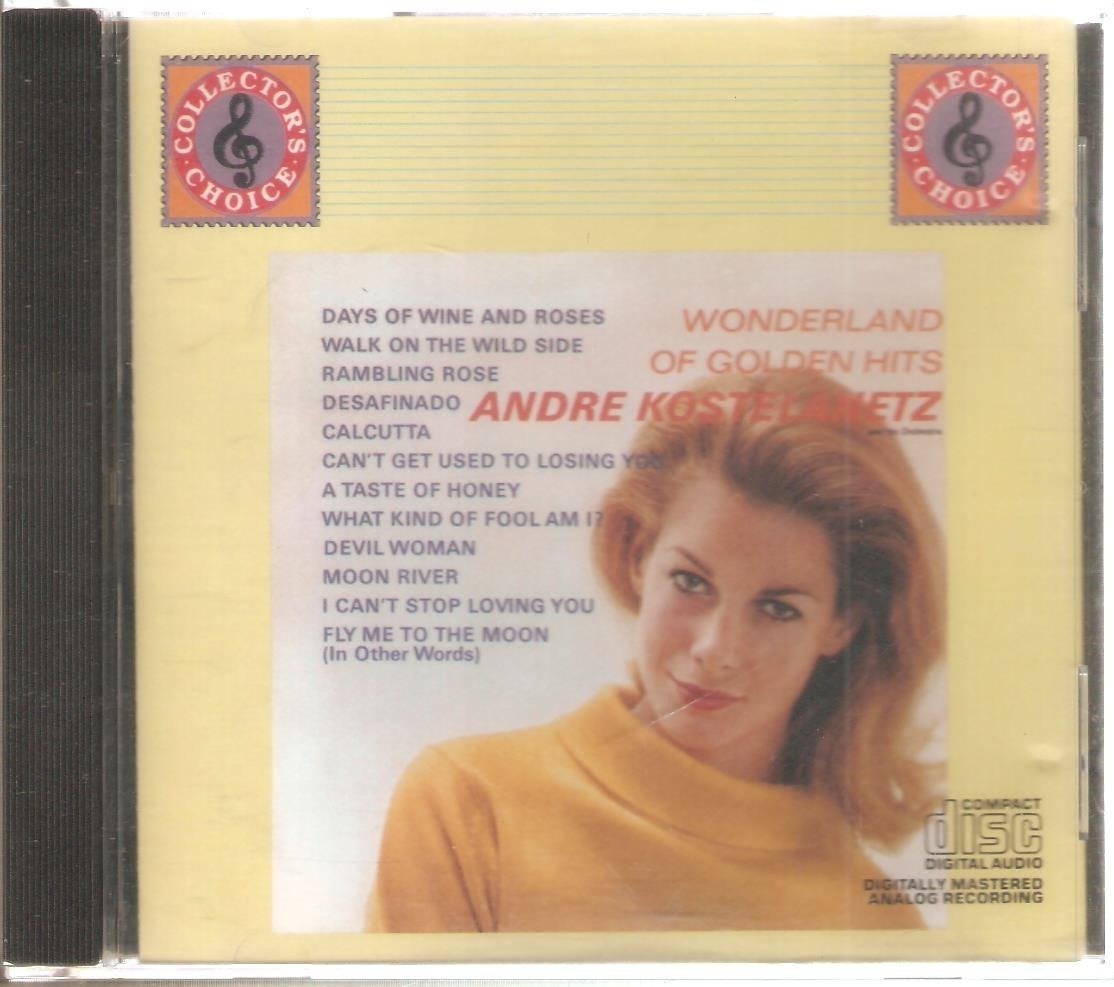 COLLECTOR'S
CHOICE
COLLECTOR'S
CHOICE
WONDERLAND
OF GOLDEN HITS
ANDRE KOSTELANETZ
and his Orchestra
DAYS OF WINE AND ROSES
WALK ON THE WILD SIDE
RAMBLING ROSE
DESAFINADO
CALCUTTA
CAN'T GET USED TO LOSING YOU
A TASTE OF HONEY
WHAT KIND OF FOOL AM I?
DEVIL WOMAN
MOON RIVER
I CAN'T STOP LOVING YOU
FLY ME TO THE MOON
(In Other Words)
COMPACT
disc
DIGITAL AUDIO
DIGITALLY MASTERED
ANALOG RECORDING